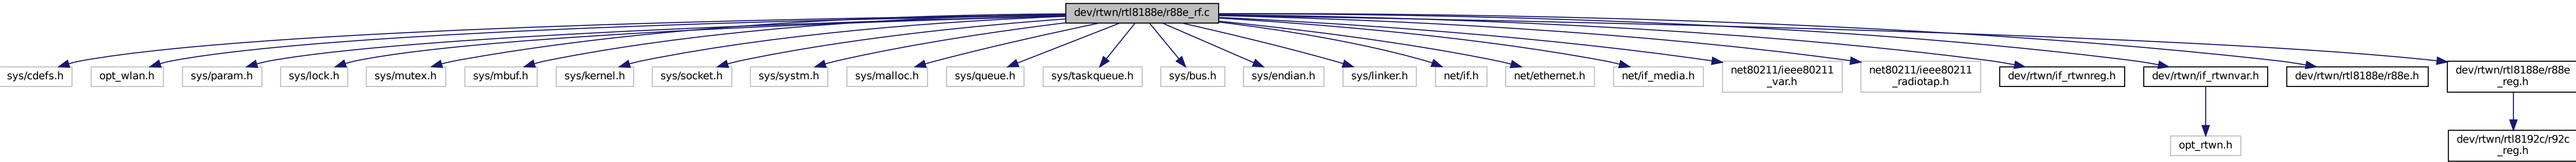 dev/rtwn/rtl8188e/r88e_rf.c
sys/cdefs.h
opt_wlan.h
sys/param.h
sys/lock.h
sys/mutex.h
sys/mbuf.h
sys/kernel.h
sys/socket.h
sys/systm.h
sys/malloc.h
sys/queue.h
sys/taskqueue.h
sys/bus.h
sys/endian.h
sys/linker.h
net/if.h
net/ethernet.h
net/if_media.h
net80211/ieee80211
_var.h
net80211/ieee80211
_radiotap.h
dev/rtwn/if_rtwnreg.h
dev/rtwn/if_rtwnvar.h
dev/rtwn/rtl8188e/r88e.h
dev/rtwn/rtl8188e/r88e
_reg.h
opt_rtwn.h
dev/rtwn/rtl8192c/r92c
_reg.h